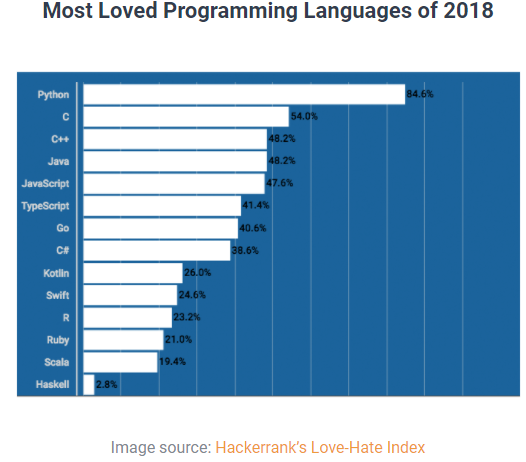 Most Loved Programming Languages of 2018
Python 84.6%
C 54.0%
C++ 48.2%
Java 48.2%
JavaScript 47.6%
TypeScript 41.4%
Go 40.6%
C# 38.6%
Kotlin 26.0%
Swift 24.6%
R 23.2%
Ruby 21.0%
Scala 19.4%
Haskell 2.8%
Image source: Hackerrank’s Love-Hate Index